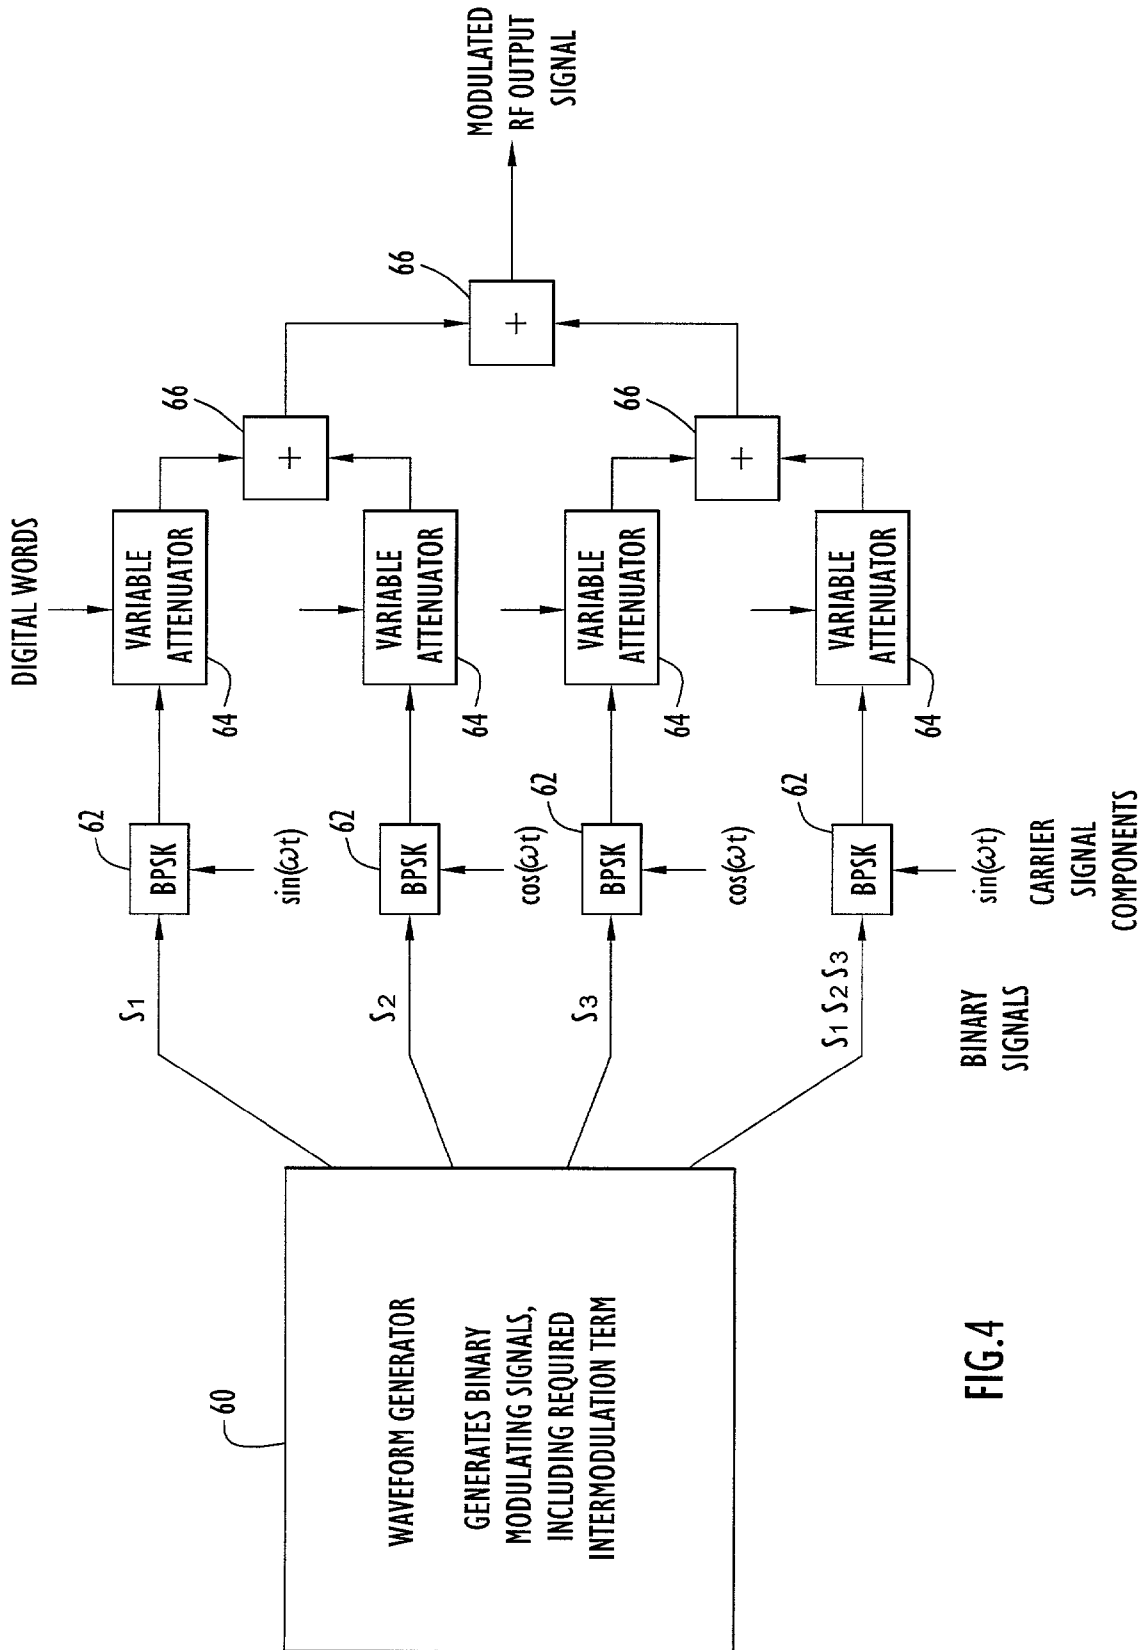 60
WAVEFORM GENERATOR
GENERATES BINARY
MODULATING SIGNALS,
INCLUDING REQUIRED
INTERMODULATION TERM
S1
S2
S3
S1 S2 S3
BINARY
SIGNALS
62
BPSK
sin(ωt)
62
BPSK
cos(ωt)
62
BPSK
cos(ωt)
62
BPSK
sin(ωt)
CARRIER
SIGNAL
COMPONENTS
DIGITAL WORDS
VARIABLE
ATTENUATOR
64
VARIABLE
ATTENUATOR
64
VARIABLE
ATTENUATOR
64
VARIABLE
ATTENUATOR
64
66
+
66
+
66
+
MODULATED
RF OUTPUT
SIGNAL
FIG.4